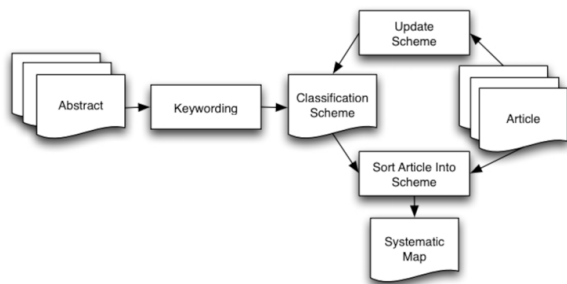 Update
Scheme
Abstract
Keywording
Classification
Scheme
Article
Sort Article Into
Scheme
Systematic
Map